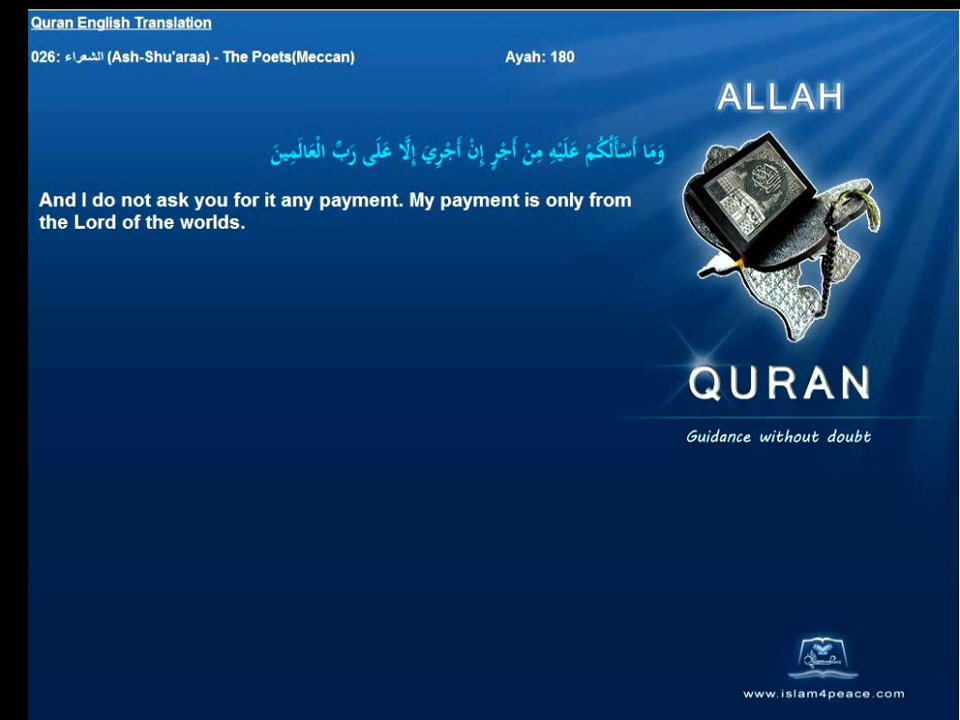 Quran English Translation
026: الشعراء (Ash-Shu'araa) - The Poets(Meccan) Ayah: 180
ALLAH
وَمَا أَسْأَلُكُمْ عَلَيْهِ مِنْ أَجْرٍ إِنْ أَجْرِيَ إِلَّا عَلَى رَبِّ الْعَالَمِينَ
And I do not ask you for it any payment. My payment is only from
the Lord of the worlds.
QURAN
Guidance without doubt
www.islam4peace.com